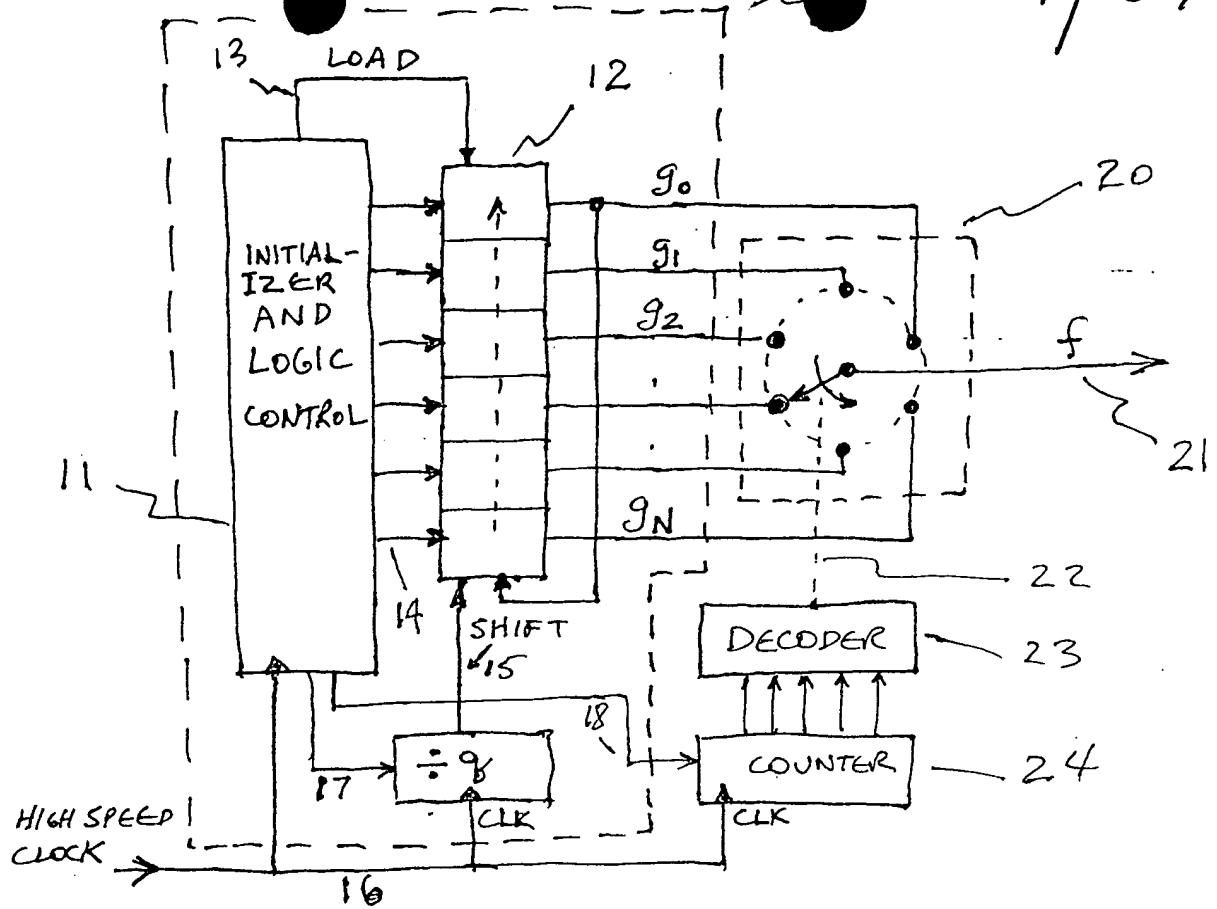 13
LOAD
12
g0
20
g1
INITIAL-
IZER
AND
LOGIC
CONTROL
g2
f
21
11
gN
14
22
SHIFT
15
DECODER
23
18
÷ q
17
COUNTER
24
CLK
CLK
HIGH SPEED
CLOCK
16